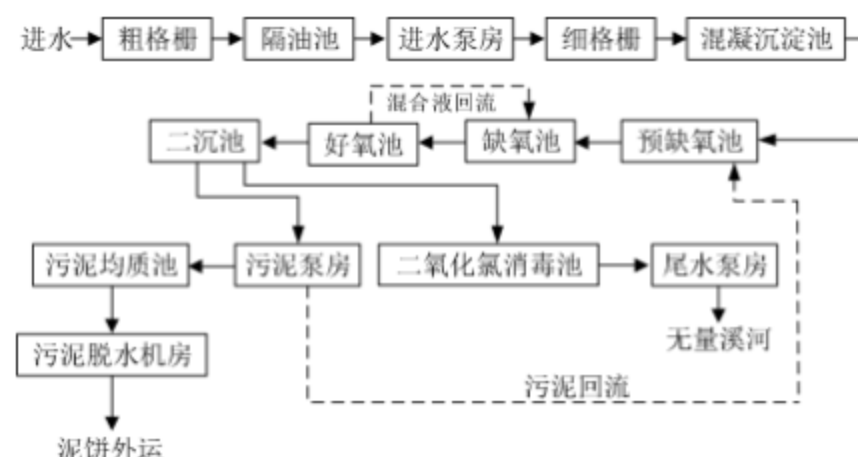 进水 粗格栅 隔油池 进水泵房 细格栅 混凝沉淀池
混合液回流
二沉池 好氧池 缺氧池 预缺氧池
污泥均质池 污泥泵房 二氧化氯消毒池 尾水泵房
无量溪河
污泥脱水机房
污泥回流
泥饼外运